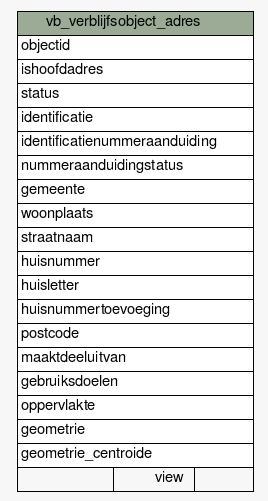 vb_verblijfsobject_adres
objectid
ishoofdadres
status
identificatie
identificatienummeraanduiding
nummeraanduidingstatus
gemeente
woonplaats
straatnaam
huisnummer
huisletter
huisnummertoevoeging
postcode
maaktdeeluitvan
gebruiksdoelen
oppervlakte
geometrie
geometrie_centroide
view